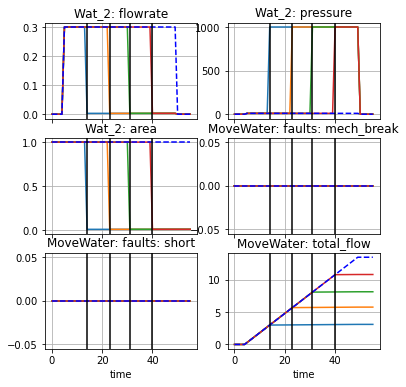 Wat_2: flowrate
Wat_2: pressure
0.3
0.2
0.1
0.0
1000
500
0
Wat_2: area
MoveWater: faults: mech_break
1.0
0.5
0.0
0.05
0.00
−0.05
MoveWater: faults: short
MoveWater: total_flow
0.05
0.00
−0.05
10
5
0
0 20 40
0 20 40
time
time